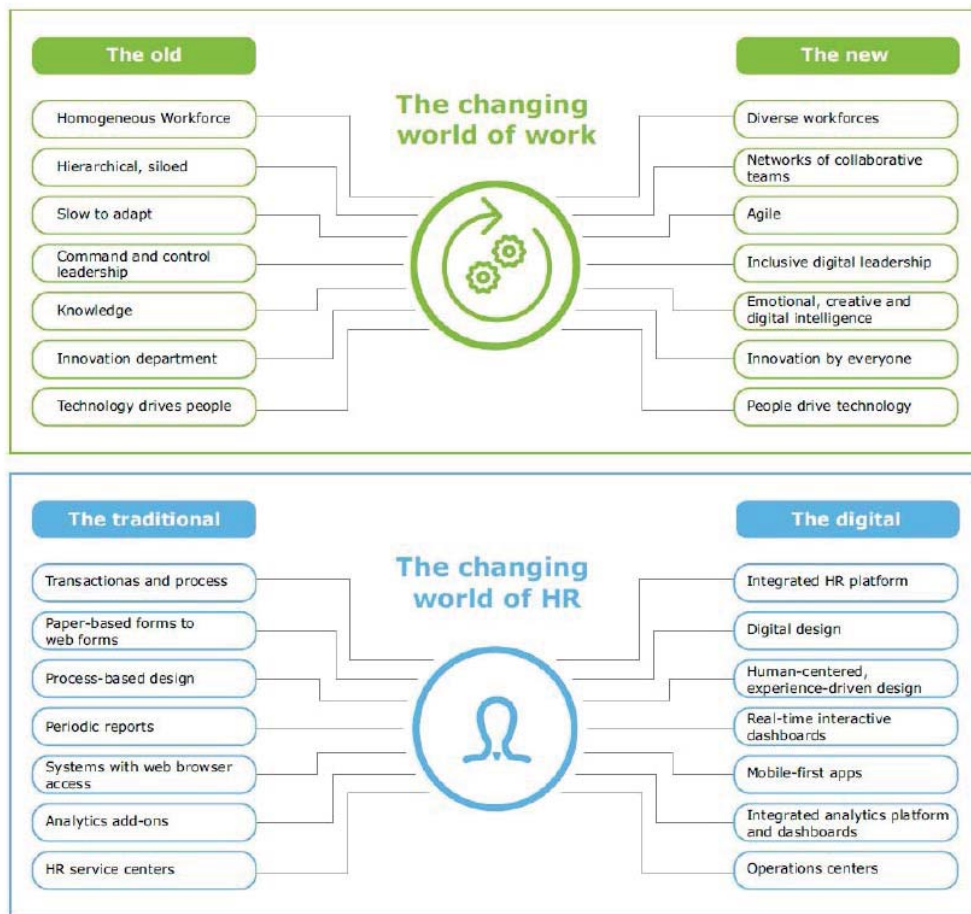 The old
The changing
world of work
The new
Homogeneous Workforce
Hierarchical, siloed
Slow to adapt
Command and control
leadership
Knowledge
Innovation department
Technology drives people
Diverse workforces
Networks of collaborative
teams
Agile
Inclusive digital leadership
Emotional, creative and
digital intelligence
Innovation by everyone
People drive technology
The traditional
The changing
world of HR
The digital
Transactionas and process
Paper-based forms to
web forms
Process-based design
Periodic reports
Systems with web browser
access
Analytics add-ons
HR service centers
Integrated HR platform
Digital design
Human-centered,
experience-driven design
Real-time interactive
dashboards
Mobile-first apps
Integrated analytics platform
and dashboards
Operations centers